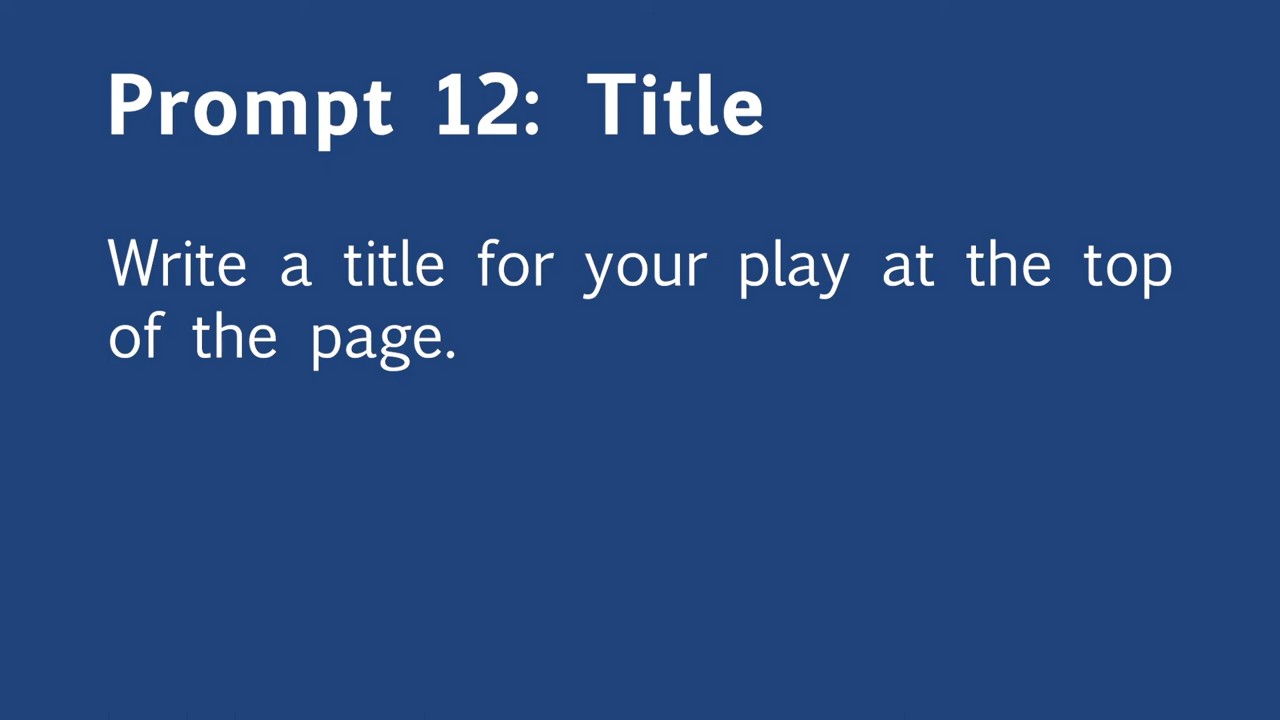 Prompt 12: Title
Write a title for your play at the top
of the page.